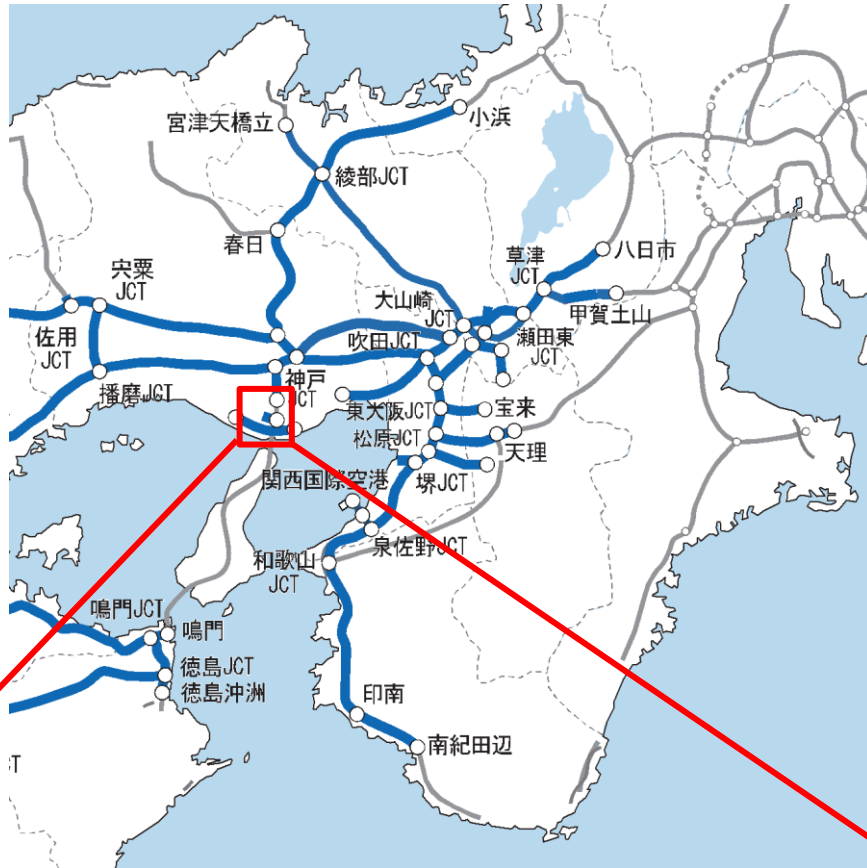 宮津天橋立
小浜
綾部JCT
春日
八日市
草津
JCT
宍粟
JCT
大山崎
JCT
甲賀土山
佐用
JCT
吹田JCT
瀬田東
JCT
神戸
JCT
播磨JCT
東大阪JCT
宝来
松原JCT
天理
関西国際空港
堺JCT
泉佐野JCT
和歌山
JCT
鳴門JCT
鳴門
徳島JCT
徳島沖洲
印南
南紀田辺
CT